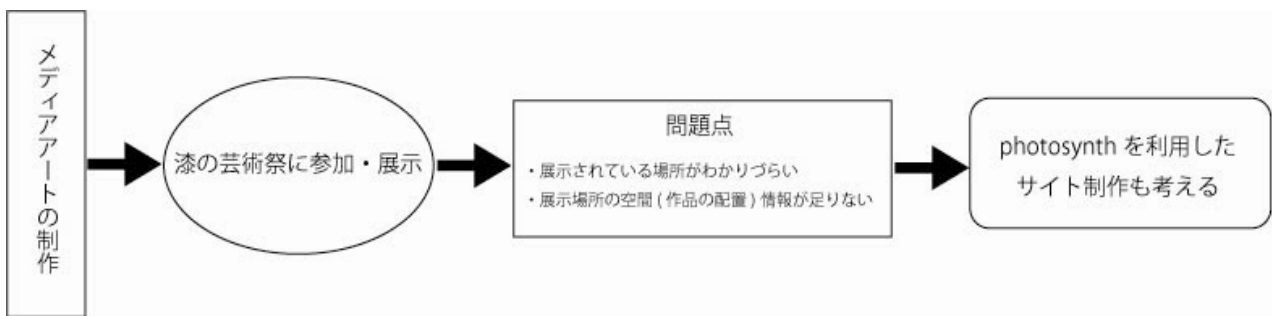 メディアアートの制作
漆の芸術祭に参加・展示
問題点
・展示されている場所がわかりづらい
・展示場所の空間 ( 作品の配置 ) 情報が足りない
photosynth を利用した
サイト制作も考える